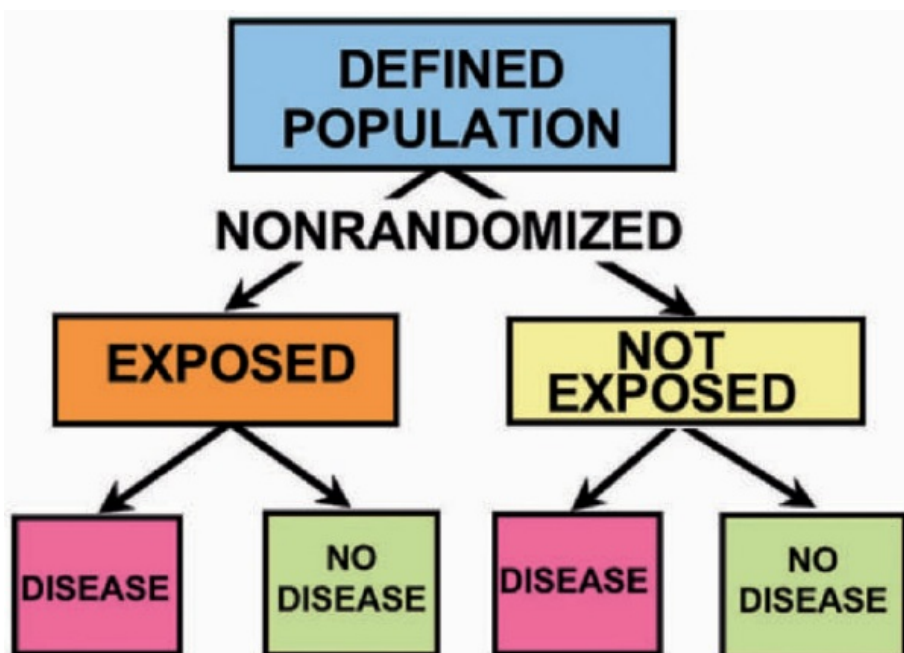 DEFINED
POPULATION
NONRANDOMIZED
EXPOSED
NOT
EXPOSED
DISEASE
NO
DISEASE
DISEASE
NO
DISEASE